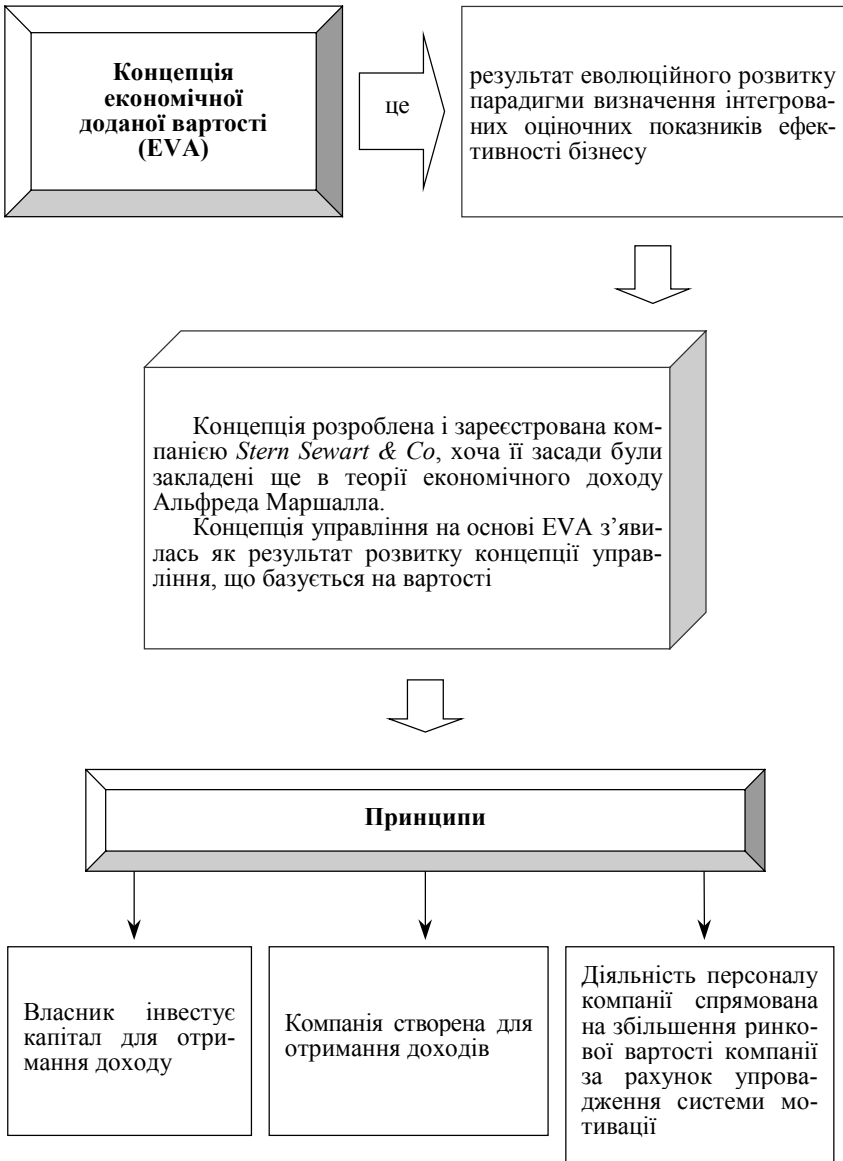 Концепція
економічної
доданої вартості
(EVA)
це
результат еволюційного розвитку
парадигми визначення інтегрова-
них оціночних показників ефек-
тивності бізнесу
Концепція розроблена і зареєстрована ком-
панією Stern Sewart & Co, хоча її засади були
закладені ще в теорії економічного доходу
Альфреда Маршалла.
Концепція управління на основі EVA з’яви-
лась як результат розвитку концепції управ-
ління, що базується на вартості
Принципи
Власник інвестує
капітал для отри-
мання доходу
Компанія створена для
отримання доходів
Діяльність персоналу
компанії спрямована
на збільшення ринко-
вої вартості компанії
за рахунок упрова-
дження системи мо-
тивації